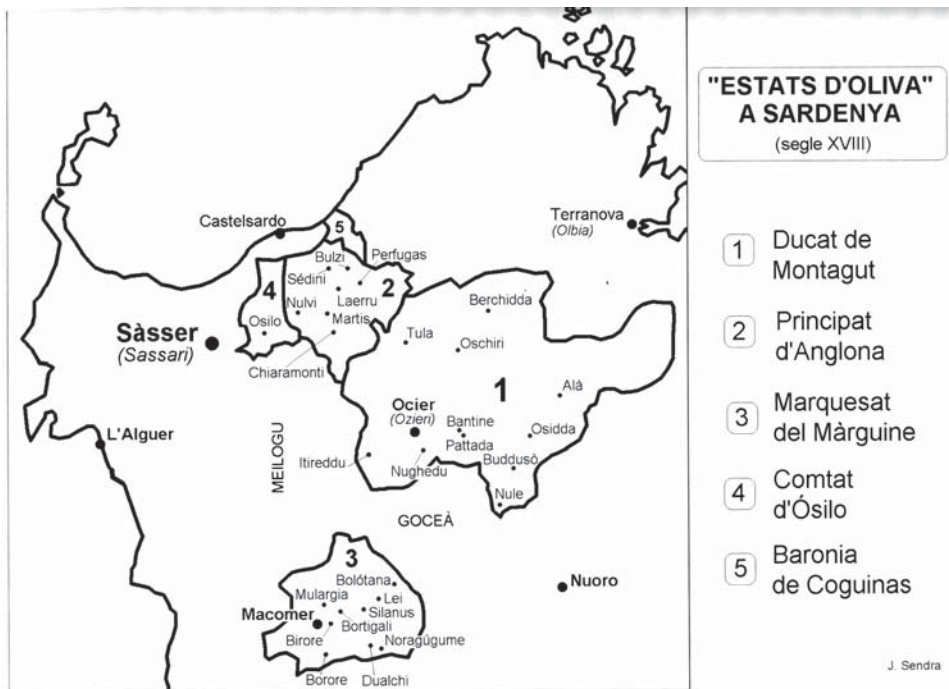 "ESTATS D'OLIVA"
A SARDENYA
(segle XVIII)
1 Ducat de
Montagut
2 Principat
d'Anglona
3 Marquesat
del Màrguine
4 Comtat
d'Ósilo
5 Baronia
de Coguinas
J. Sendra
Castelsardo
5
Terranova
(Olbia)
Bulzi
Perfugas
Sédini
4
2
Laerru
Nulvi
Berchidda
Martis
Osilo
Sàsser
(Sassari)
Tula
Oschiri
Chiaramonti
1
Alà
Ocier
(Ozieri)
Bantine
L'Alguer
Osidda
Pattada
MEILOGU
Itireddu
Nughedu
Buddusò
Nule
GOCEÀ
3
Bolótana
Nuoro
Mulargia
Lei
Macomer
Silanus
Birore
Bortigali
Noragúgume
Borore
Dualchi